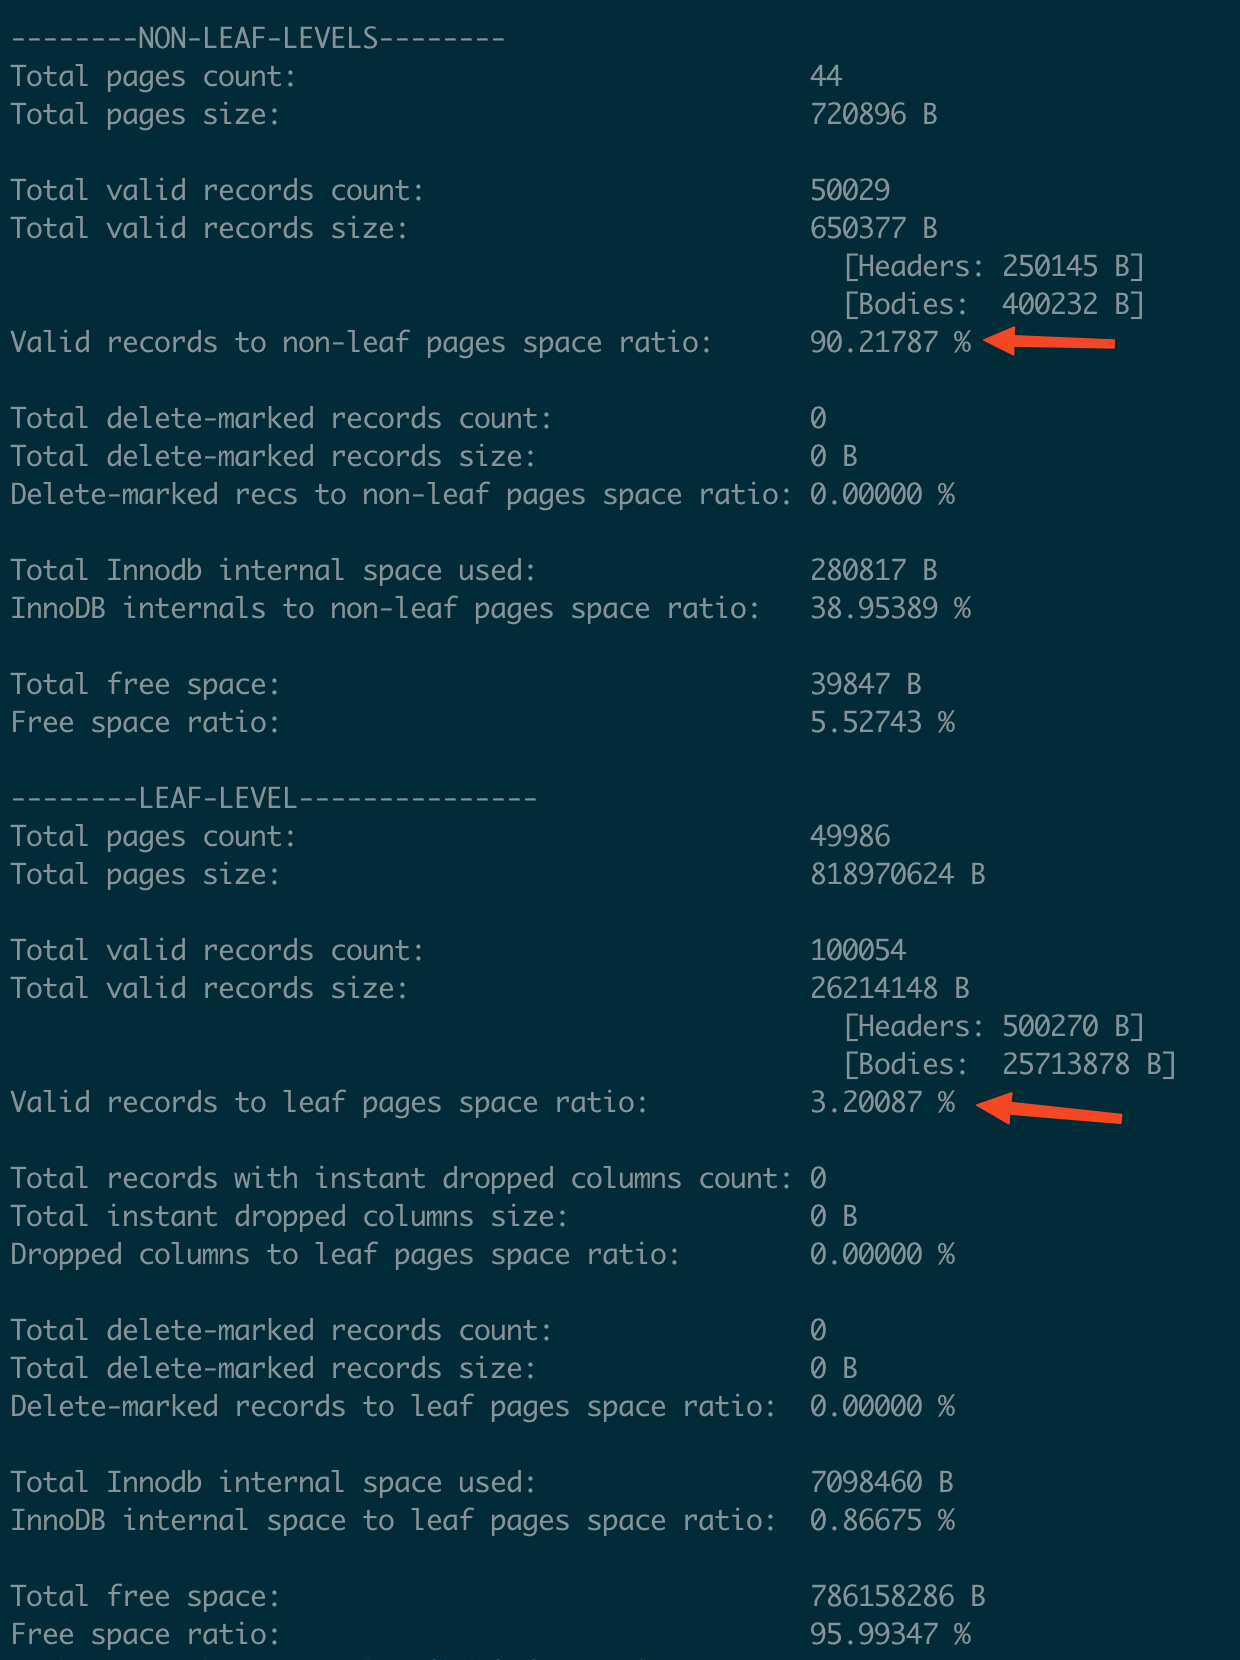 --------NON-LEAF-LEVELS--------
Total pages count: 44
Total pages size: 720896 B
Total valid records count: 50029
Total valid records size: 650377 B
[Headers: 250145 B]
[Bodies:  400232 B]
Valid records to non-leaf pages space ratio: 90.21787 %
Total delete-marked records count: 0
Total delete-marked records size: 0 B
Delete-marked recs to non-leaf pages space ratio: 0.00000 %
Total Innodb internal space used: 280817 B
InnoDB internals to non-leaf pages space ratio: 38.95389 %
Total free space: 39847 B
Free space ratio: 5.52743 %
--------LEAF-LEVEL---------------
Total pages count: 49986
Total pages size: 818970624 B
Total valid records count: 100054
Total valid records size: 26214148 B
[Headers: 500270 B]
[Bodies:  25713878 B]
Valid records to leaf pages space ratio: 3.20087 %
Total records with instant dropped columns count: 0
Total instant dropped columns size: 0 B
Dropped columns to leaf pages space ratio: 0.00000 %
Total delete-marked records count: 0
Total delete-marked records size: 0 B
Delete-marked records to leaf pages space ratio: 0.00000 %
Total Innodb internal space used: 7098460 B
InnoDB internal space to leaf pages space ratio: 0.86675 %
Total free space: 786158286 B
Free space ratio: 95.99347 %